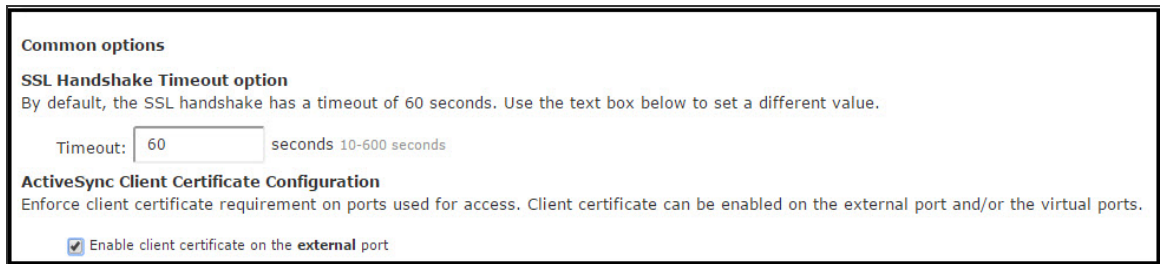 Common options
SSL Handshake Timeout option
By default, the SSL handshake has a timeout of 60 seconds. Use the text box below to set a different value.
Timeout: 60 seconds 10-600 seconds
ActiveSync Client Certificate Configuration
Enforce client certificate requirement on ports used for access. Client certificate can be enabled on the external port and/or the virtual ports.
Enable client certificate on the external port